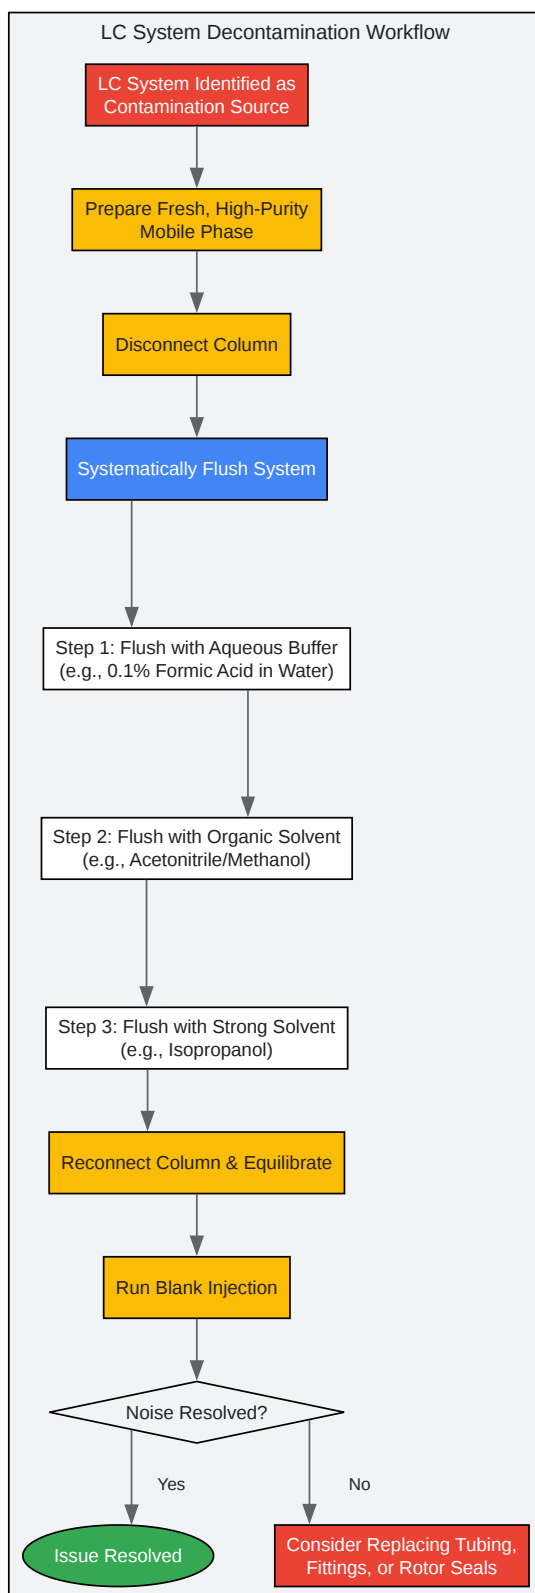 LC System Decontamination Workflow
LC System Identified as
Contamination Source
Prepare Fresh, High-Purity
Mobile Phase
Disconnect Column
Systematically Flush System
Step 1: Flush with Aqueous Buffer
(e.g., 0.1% Formic Acid in Water)
Step 2: Flush with Organic Solvent
(e.g., Acetonitrile/Methanol)
Step 3: Flush with Strong Solvent
(e.g., Isopropanol)
Reconnect Column & Equilibrate
Run Blank Injection
Noise Resolved?
Yes
No
Issue Resolved
Consider Replacing Tubing,
Fittings, or Rotor Seals